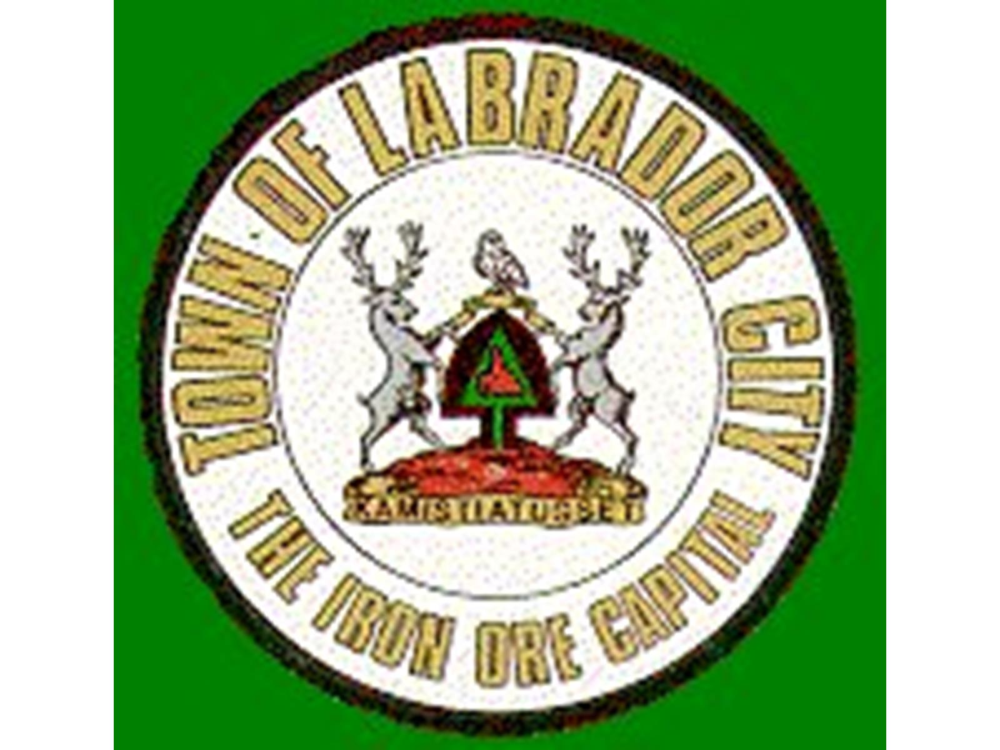 TOWN OF LABRADOR CITY
KAMISTIATUSSET
THE IRON ORE CAPITAL